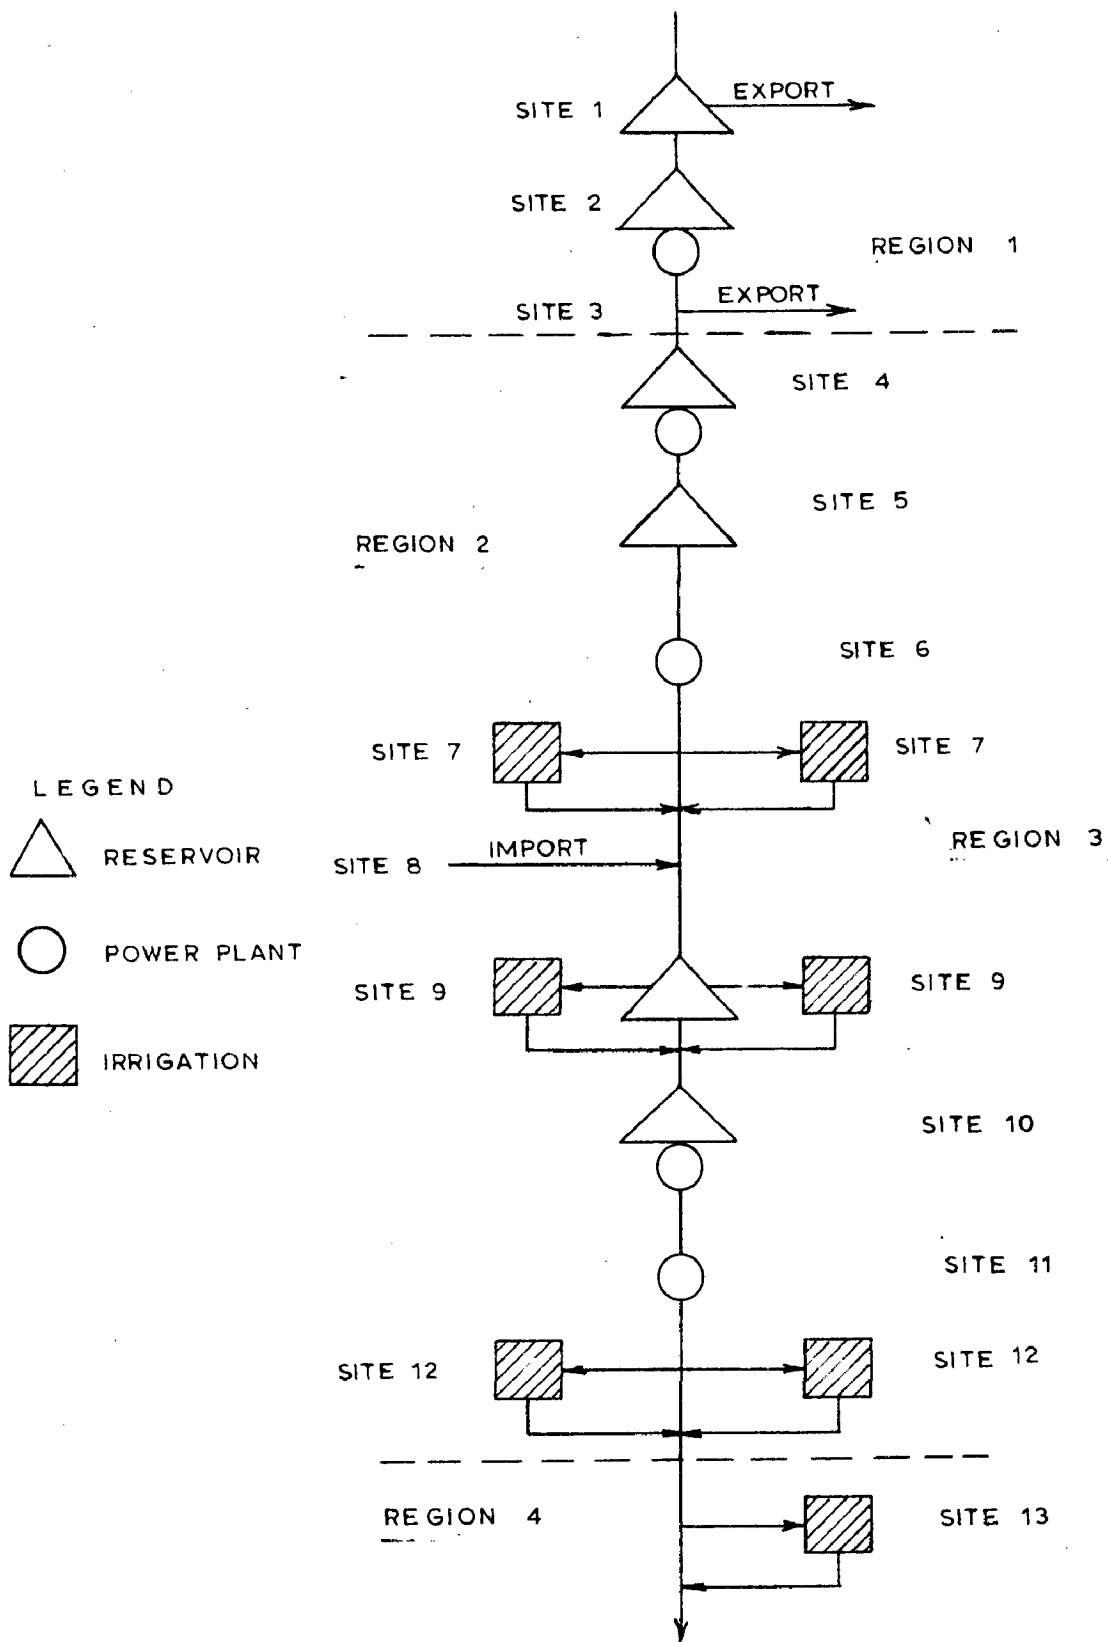 EXPORT
SITE 1
SITE 2
REGION 1
EXPORT
SITE 3
SITE 4
SITE 5
REGION 2
SITE 6
SITE 7
SITE 7
LEGEND
REGION 3
IMPORT
RESERVOIR
SITE 8
POWER PLANT
SITE 9
SITE 9
IRRIGATION
SITE 10
SITE 11
SITE 12
SITE 12
REGION 4
SITE 13